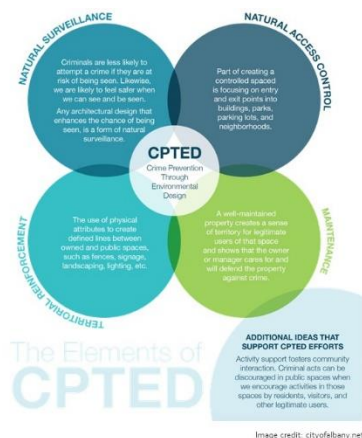 NATURAL SURVEILLANCE
Criminals are less likely to
attempt a crime if they are at
risk of being seen. Likewise,
we are likely to feel safer when
we can see and be seen.
Any architectural design that
enhances the chance of being
seen, is a form of natural
surveillance.
NATURAL ACCESS CONTROL
Part of creating a
controlled spaced
is focusing on entry
and exit points into
buildings, parks,
parking lots, and
neighborhoods.
CPTED
Crime Prevention
Through
Environmental
Design
TERRITORIAL REINFORCEMENT
The use of physical
attributes to create
defined lines between
owned and public spaces,
such as fences, signage,
landscaping, lighting, etc.
MAINTENANCE
A well-maintained
property creates a sense
of territory for legitimate
users of that space
and shows that the owner
or manager cares for and
will defend the property
against crime.
The Elements of
CPTED
ADDITIONAL IDEAS THAT
SUPPORT CPTED EFFORTS
Activity support fosters community
interaction. Criminal acts can be
discouraged in public spaces when
we encourage activities in those
spaces by residents, visitors, and
other legitimate users.
Image credit: cityofalbany.net